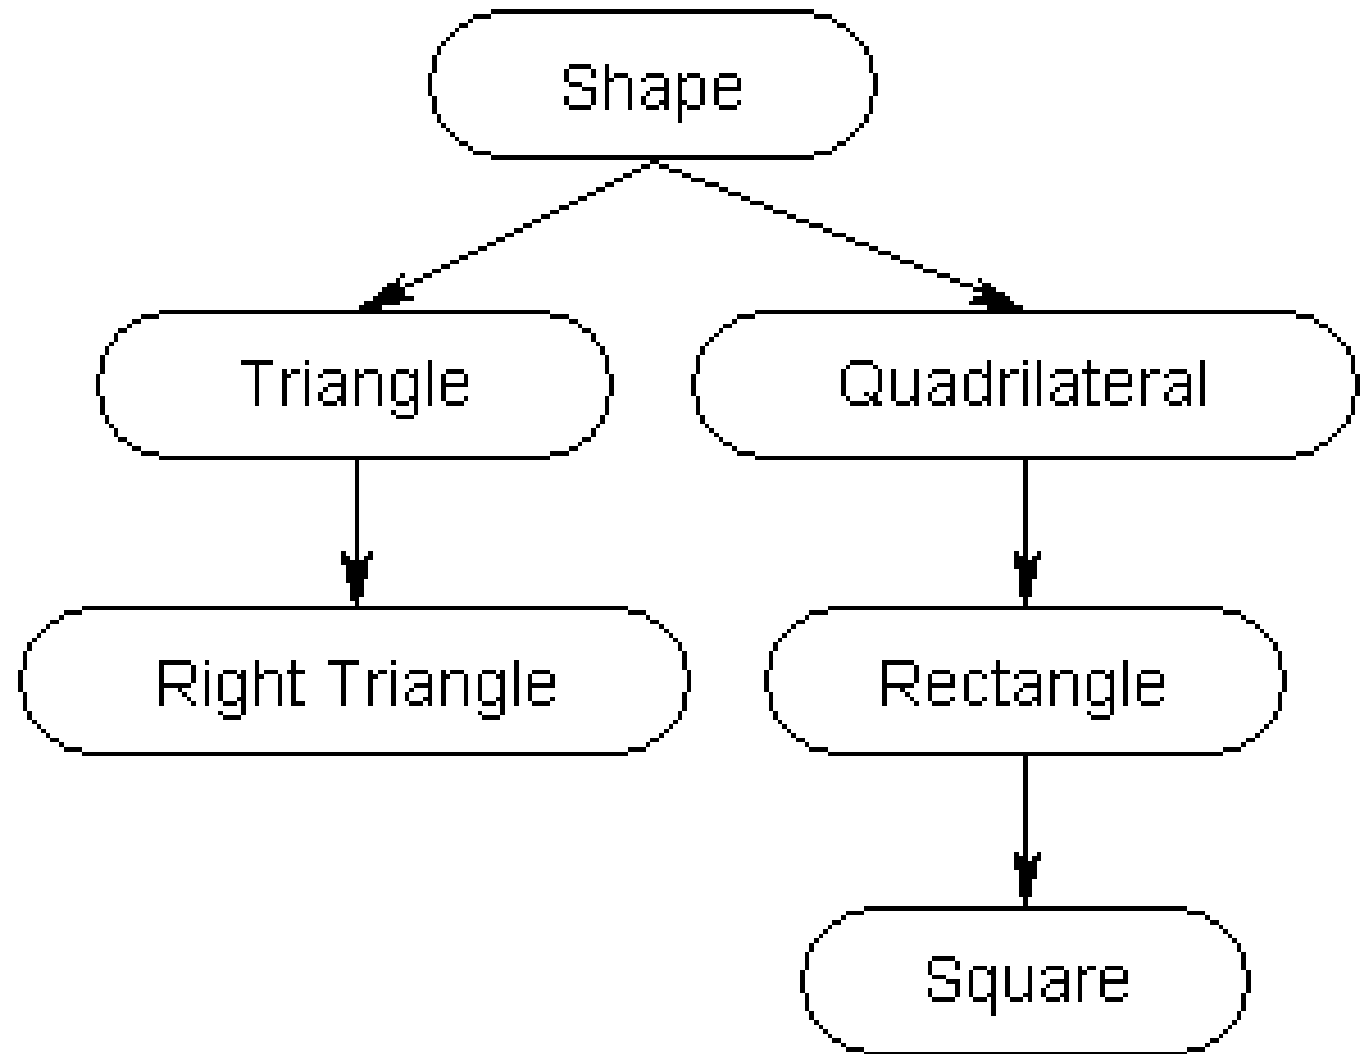 Shape
Triangle
Quadrilateral
Right Triangle
Rectangle
Square